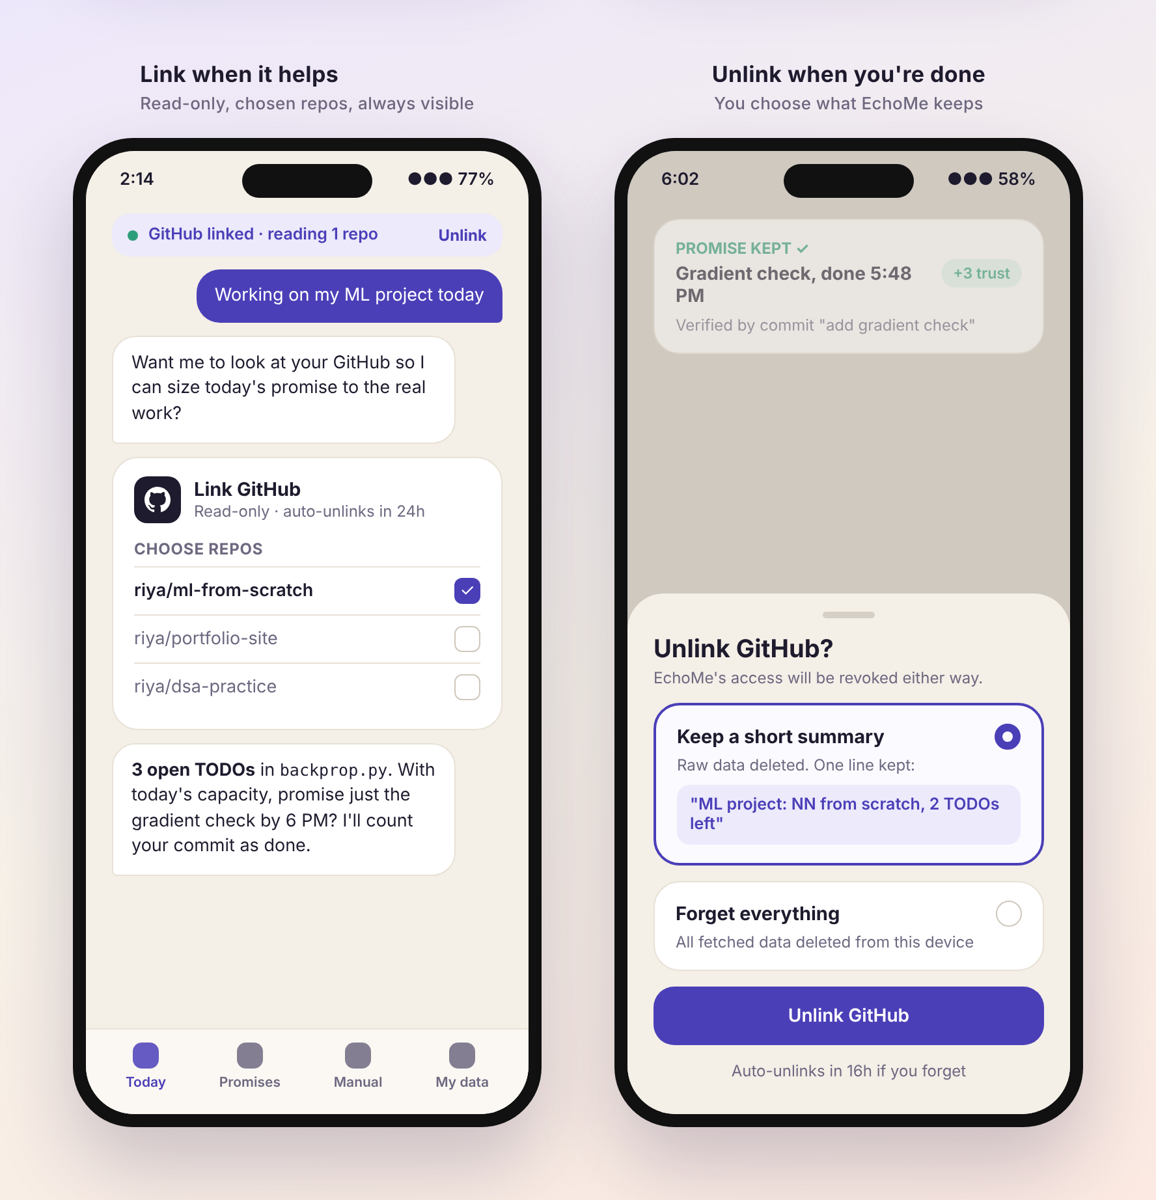 Link when it helps
Read-only, chosen repos, always visible
2:14
77%
GitHub linked · reading 1 repo
Unlink
Working on my ML project today
Want me to look at your GitHub so I
can size today's promise to the real
work?
Link GitHub
Read-only · auto-unlinks in 24h
CHOOSE REPOS
riya/ml-from-scratch
riya/portfolio-site
riya/dsa-practice
3 open TODOs in backprop.py. With
today's capacity, promise just the
gradient check by 6 PM? I'll count
your commit as done.
Today
Promises
Manual
My data
Unlink when you're done
You choose what EchoMe keeps
6:02
58%
PROMISE KEPT ✓
Gradient check, done 5:48
PM
+3 trust
Verified by commit "add gradient check"
Unlink GitHub?
EchoMe's access will be revoked either way.
Keep a short summary
Raw data deleted. One line kept:
"ML project: NN from scratch, 2 TODOs
left"
Forget everything
All fetched data deleted from this device
Unlink GitHub
Auto-unlinks in 16h if you forget